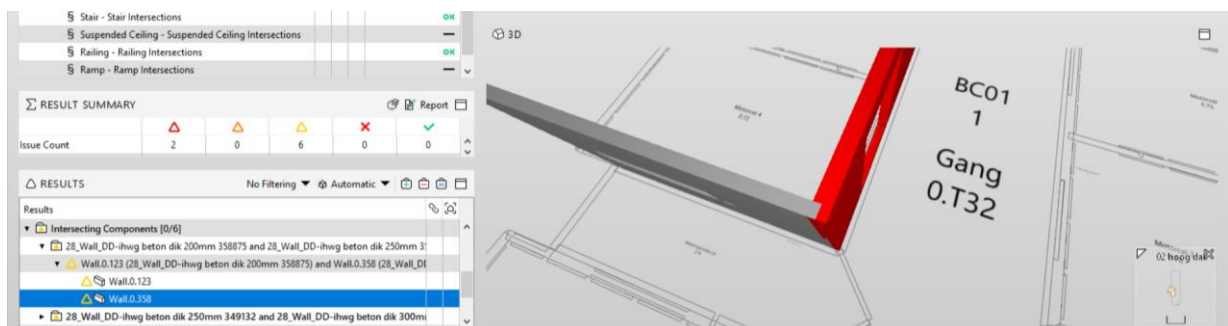 § Stair - Stair Intersections OK
§ Suspended Ceiling - Suspended Ceiling Intersections —
§ Railing - Railing Intersections OK
§ Ramp - Ramp Intersections —
∑ RESULT SUMMARY Report
Issue Count 2 0 6 0 0
RESULTS No Filtering Automatic
Results
Intersecting Components [0/6]
28_Wall_DD-ihwg beton dik 200mm 358875 and 28_Wall_DD-ihwg beton dik 250mm
Wall.0.123 (28_Wall_DD-ihwg beton dik 200mm 358875) and Wall.0.358 (28_Wall_DD
Wall.0.123
Wall.0.358
28_Wall_DD-ihwg beton dik 250mm 349132 and 28_Wall_DD-ihwg beton dik 300m
3D
BC01
1
Gang
0.T32
02 hoog dak